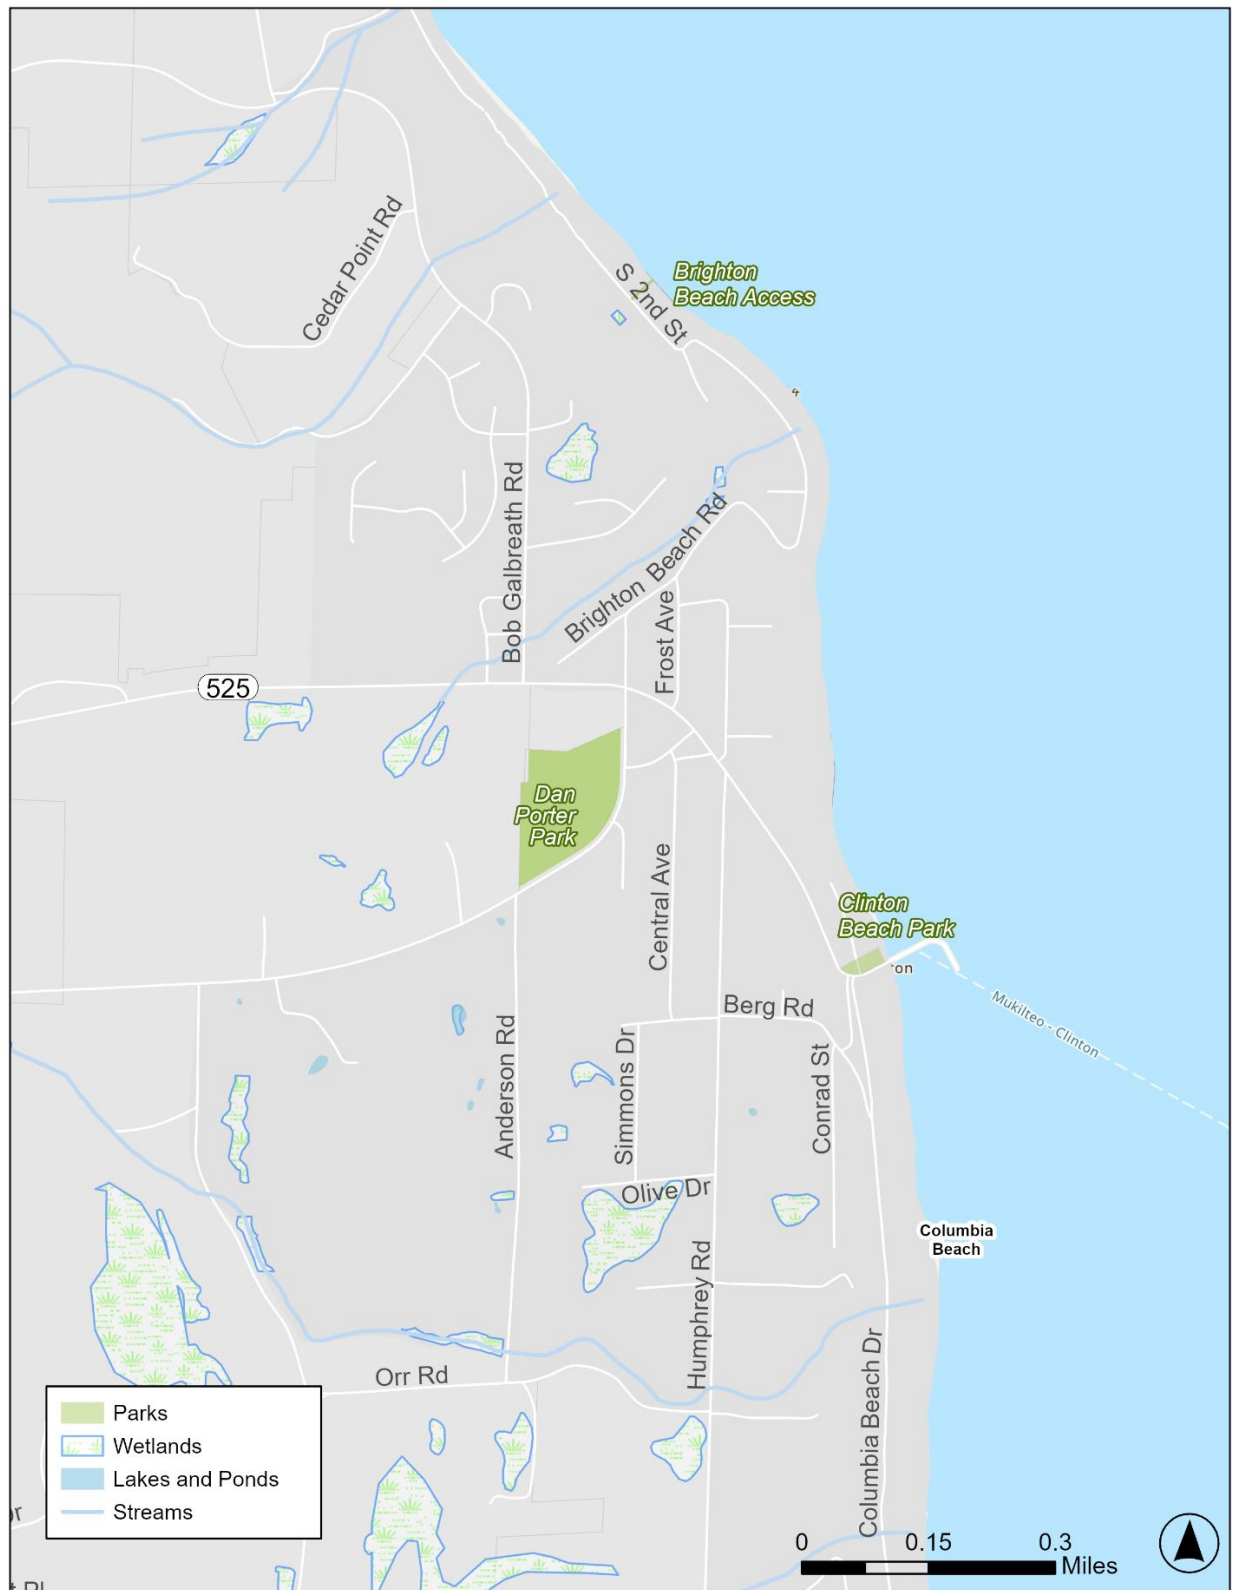 Cedar Point Rd
S 2nd St
Brighton
Beach Access
Bob Galbreath Rd
Brighton Beach Rd
Frost Ave
525
Dan
Porter
Park
Central Ave
Clinton
Beach Park
Mukilteo - Clinton
Berg Rd
Anderson Rd
Simmons Dr
Conrad St
Olive Dr
Columbia
Beach
Humphrey Rd
Orr Rd
Columbia Beach Dr
Parks
Wetlands
Lakes and Ponds
Streams
0 0.15 0.3
Miles